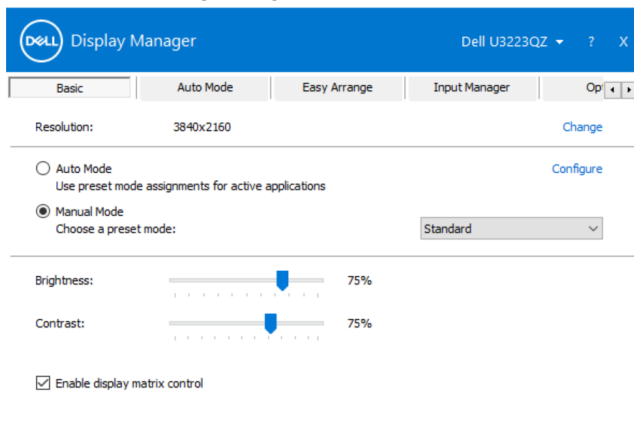 DELL Display Manager Dell U3223QZ ? X
Basic Auto Mode Easy Arrange Input Manager Opt
Resolution: 3840x2160 Change
Auto Mode Configure
Use preset mode assignments for active applications
Manual Mode
Choose a preset mode: Standard
Brightness: 75%
Contrast: 75%
Enable display matrix control